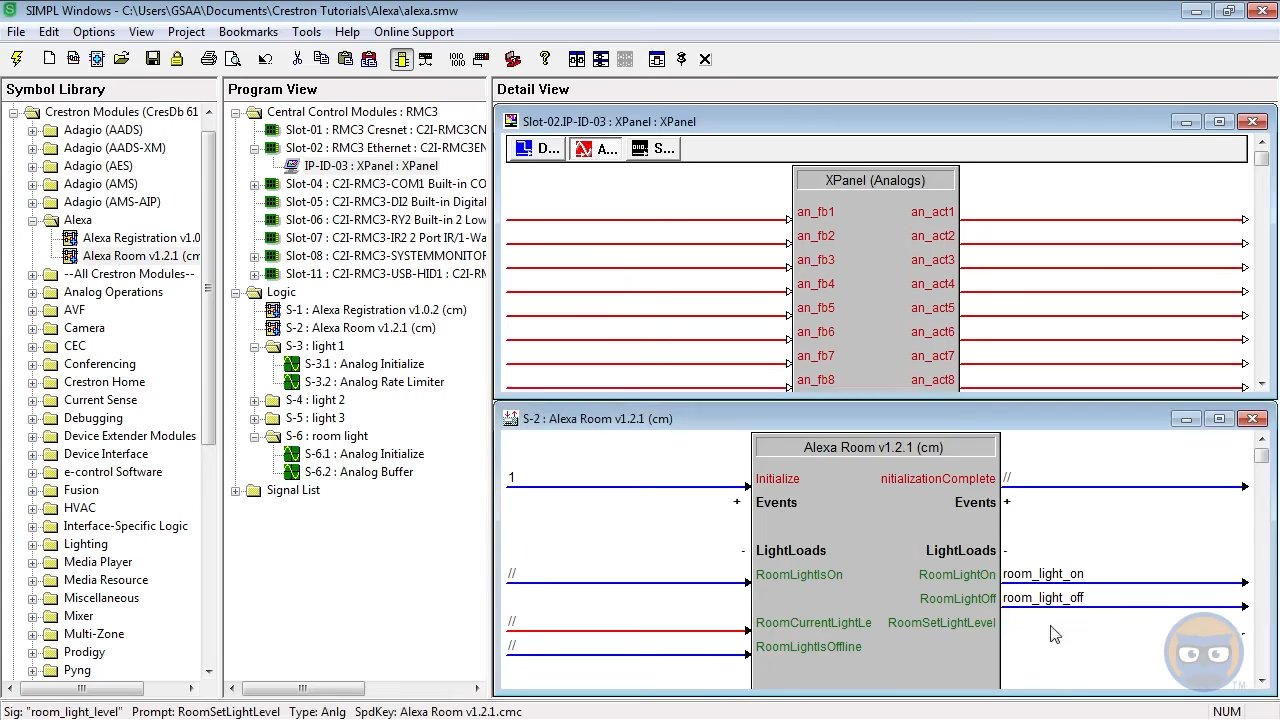 SIMPL Windows - C:\Users\GSAA\Documents\Crestron Tutorials\Alexa\alexa.smw
File Edit Options View Project Bookmarks Tools Help Online Support
Symbol Library
Crestron Modules (CresDb 61
Adagio (AADS)
Adagio (AADS-XM)
Adagio (AES)
Adagio (AMS)
Adagio (AMS-AIP)
Alexa
Alexa Registration v1.0
Alexa Room v1.2.1 (cm
--All Crestron Modules--
Analog Operations
AVF
Camera
CEC
Conferencing
Crestron Home
Current Sense
Debugging
Device Extender Modules
Device Interface
e-control Software
Fusion
HVAC
Interface-Specific Logic
Lighting
Media Player
Media Resource
Miscellaneous
Mixer
Multi-Zone
Prodigy
Pyng
Program View
Central Control Modules : RMC3
Slot-01 : RMC3 Cresnet : C2I-RMC3CN
Slot-02 : RMC3 Ethernet : C2I-RMC3EN
IP-ID-03 : XPanel : XPanel
Slot-04 : C2I-RMC3-COM1 Built-in CO
Slot-05 : C2I-RMC3-DI2 Built-in Digita
Slot-06 : C2I-RMC3-RY2 Built-in 2 Low
Slot-07 : C2I-RMC3-IR2 2 Port IR/1-Wa
Slot-08 : C2I-RMC3-SYSTEMMONITOR
Slot-11 : C2I-RMC3-USB-HID1 : C2I-RM
Logic
S-1 : Alexa Registration v1.0.2 (cm)
S-2 : Alexa Room v1.2.1 (cm)
S-3 : light 1
S-3.1 : Analog Initialize
S-3.2 : Analog Rate Limiter
S-4 : light 2
S-5 : light 3
S-6 : room light
S-6.1 : Analog Initialize
S-6.2 : Analog Buffer
Signal List
Detail View
Slot-02.IP-ID-03 : XPanel : XPanel
D... A... S...
XPanel (Analogs)
an_fb1 an_act1
an_fb2 an_act2
an_fb3 an_act3
an_fb4 an_act4
an_fb5 an_act5
an_fb6 an_act6
an_fb7 an_act7
an_fb8 an_act8
S-2 : Alexa Room v1.2.1 (cm)
Alexa Room v1.2.1 (cm)
1 Initialize nitializationComplete //
+ Events Events +
- LightLoads LightLoads -
// RoomLightIsOn RoomLightOn room_light_on
RoomLightOff room_light_off
// RoomCurrentLightLe RoomSetLightLevel
// RoomLightIsOffline
TM
Sig: "room_light_level" Prompt: RoomSetLightLevel Type: Anlg SpdKey: Alexa Room v1.2.1.cmc
NUM